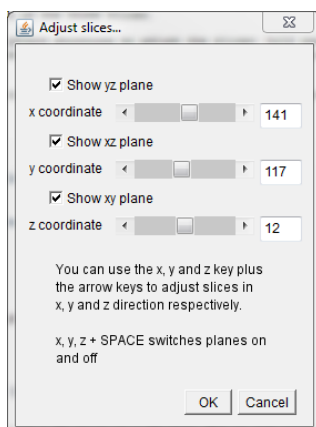 Adjust slices...
Show yz plane
x coordinate 141
Show xz plane
y coordinate 117
Show xy plane
z coordinate 12
You can use the x, y and z key plus
the arrow keys to adjust slices in
x, y and z direction respectively.
x, y, z + SPACE switches planes on
and off
OK Cancel